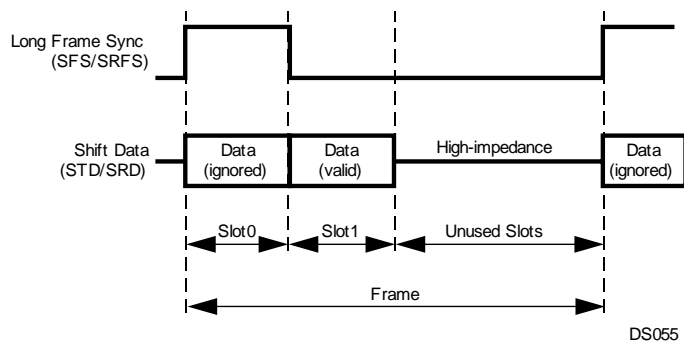 Long Frame Sync
(SFS/SRFS)
Shift Data
(STD/SRD)
Data
(ignored)
Data
(valid)
High-impedance
Data
(ignored)
Slot0
Slot1
Unused Slots
Frame
DS055